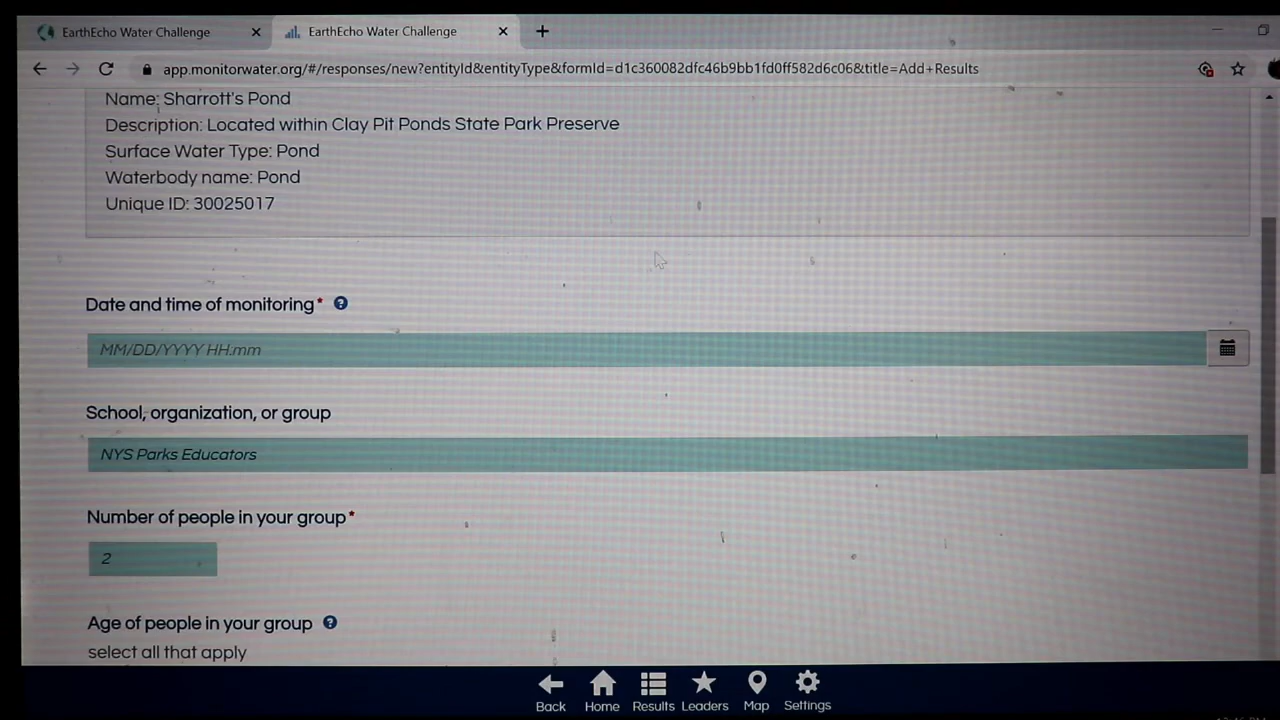 EarthEcho Water Challenge
EarthEcho Water Challenge
app.monitorwater.org/#/responses/new?entityId&entityType&formId=d1c360082dfc46b9bb1fd0ff582d6c06&title=Add+Results
Name: Sharrott's Pond
Description: Located within Clay Pit Ponds State Park Preserve
Surface Water Type: Pond
Waterbody name: Pond
Unique ID: 30025017
Date and time of monitoring* ?
MM/DD/YYYY HH:mm
School, organization, or group
NYS Parks Educators
Number of people in your group*
2
Age of people in your group ?
select all that apply
Back Home Results Leaders Map Settings